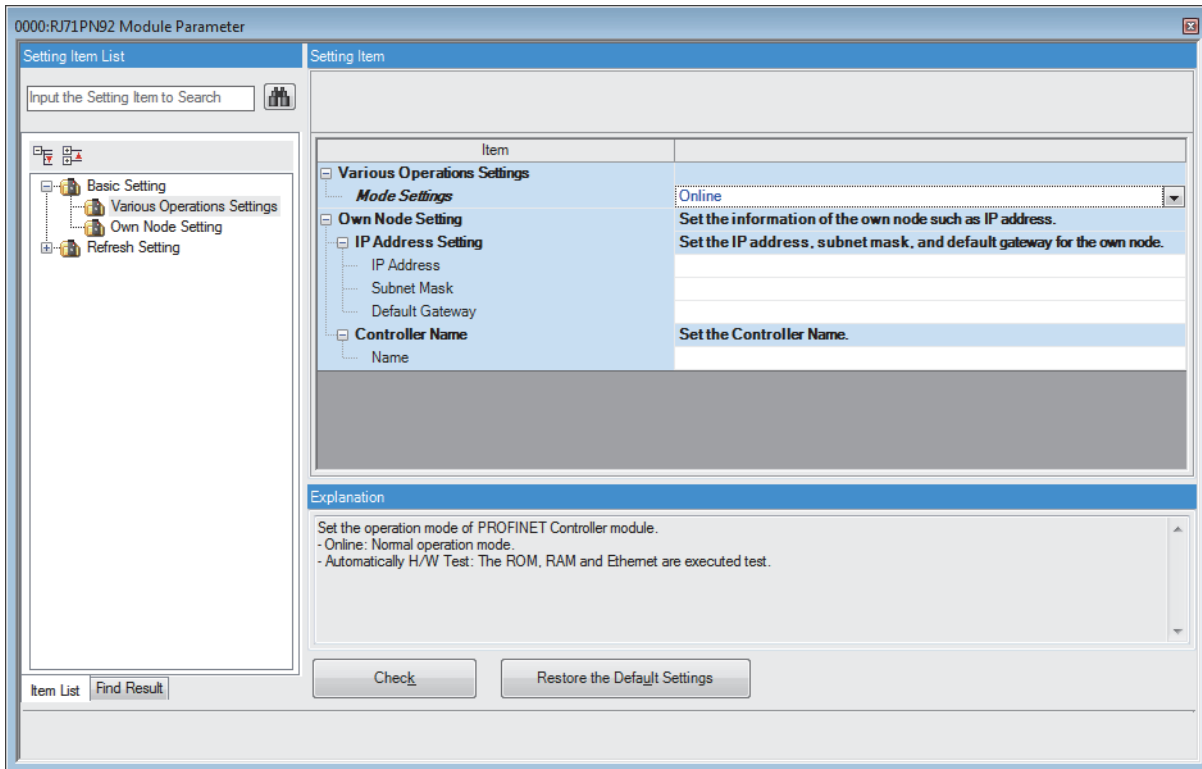 0000:RJ71PN92 Module Parameter
Setting Item List
Input the Setting Item to Search
Basic Setting
Various Operations Settings
Own Node Setting
Refresh Setting
Item List
Find Result
Setting Item
Item
Various Operations Settings
Mode Settings Online
Own Node Setting Set the information of the own node such as IP address.
IP Address Setting Set the IP address, subnet mask, and default gateway for the own node.
IP Address
Subnet Mask
Default Gateway
Controller Name Set the Controller Name.
Name
Explanation
Set the operation mode of PROFINET Controller module.
- Online: Normal operation mode.
- Automatically H/W Test: The ROM, RAM and Ethernet are executed test.
Check
Restore the Default Settings